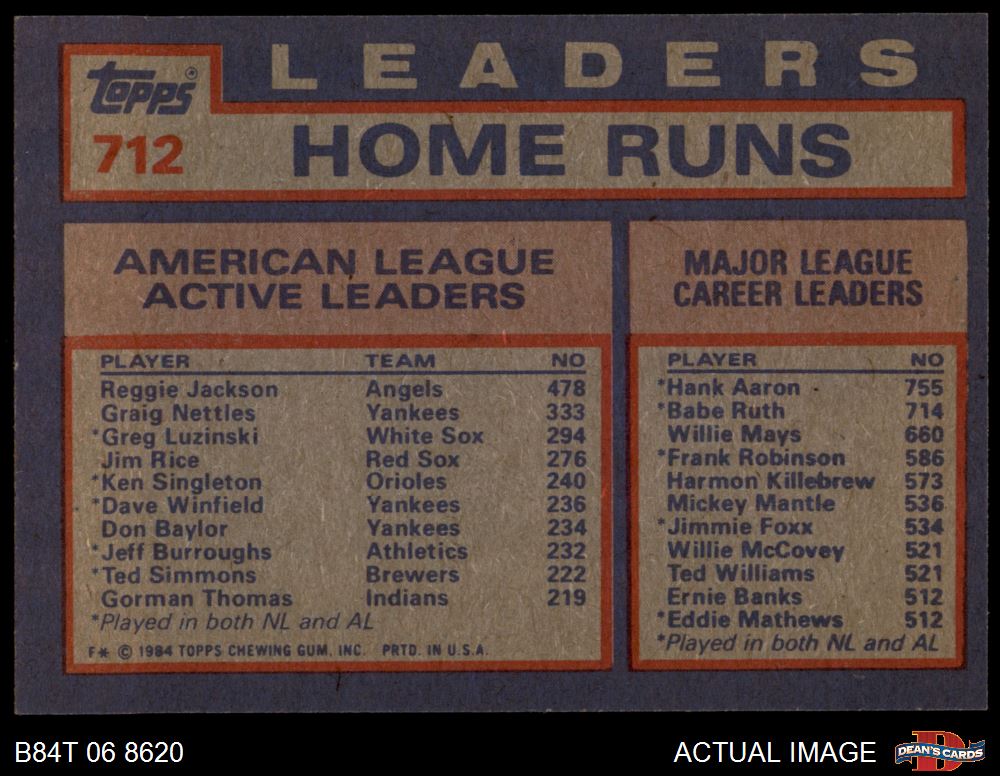 LEADERS
topps®
712
HOME RUNS
AMERICAN LEAGUE
ACTIVE LEADERS
PLAYER TEAM NO
Reggie Jackson Angels 478
Graig Nettles Yankees 333
*Greg Luzinski White Sox 294
Jim Rice Red Sox 276
*Ken Singleton Orioles 240
*Dave Winfield Yankees 236
Don Baylor Yankees 234
*Jeff Burroughs Athletics 232
*Ted Simmons Brewers 222
Gorman Thomas Indians 219
*Played in both NL and AL
F* © 1984 TOPPS CHEWING GUM, INC. PRTD. IN U.S.A.
MAJOR LEAGUE
CAREER LEADERS
PLAYER NO
*Hank Aaron 755
*Babe Ruth 714
Willie Mays 660
*Frank Robinson 586
Harmon Killebrew 573
Mickey Mantle 536
*Jimmie Foxx 534
Willie McCovey 521
Ted Williams 521
Ernie Banks 512
*Eddie Mathews 512
*Played in both NL and AL
B84T 06 8620
ACTUAL IMAGE
D
DEAN'S CARDS